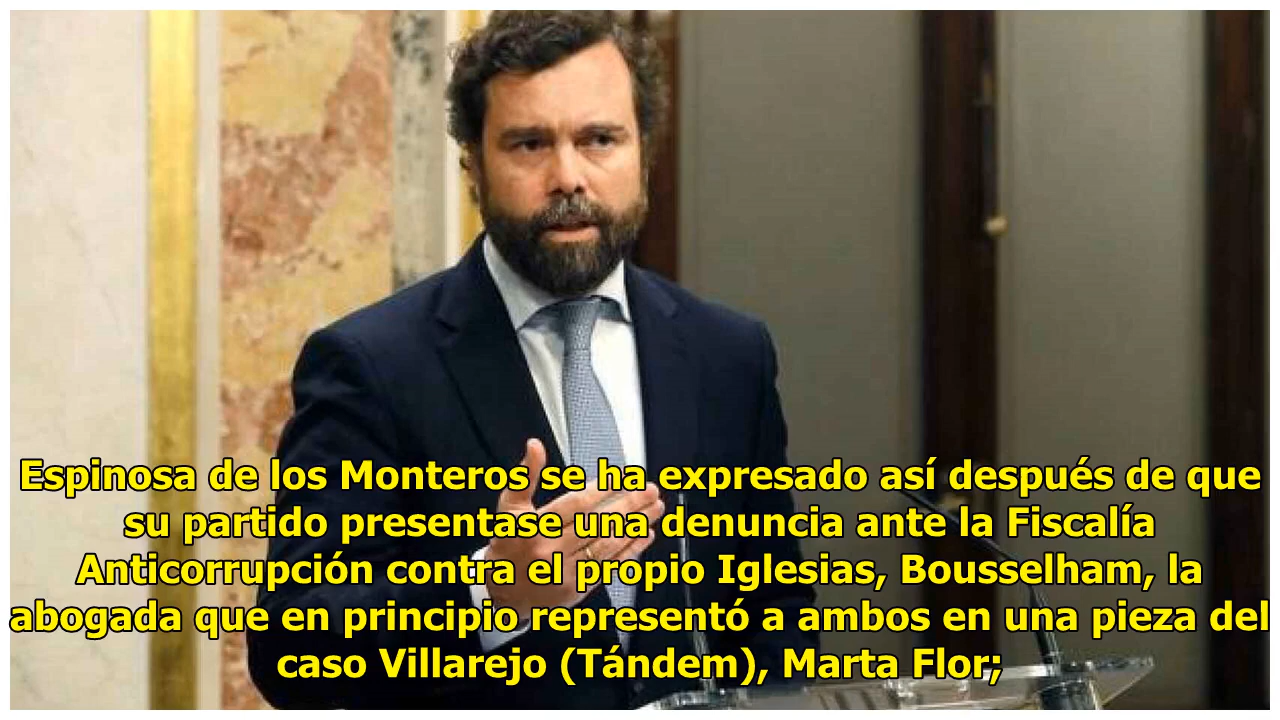 Espinosa de los Monteros se ha expresado así después de que
su partido presentase una denuncia ante la Fiscalía
Anticorrupción contra el propio Iglesias, Bousselham, la
abogada que en principio representó a ambos en una pieza del
caso Villarejo (Tándem), Marta Flor;